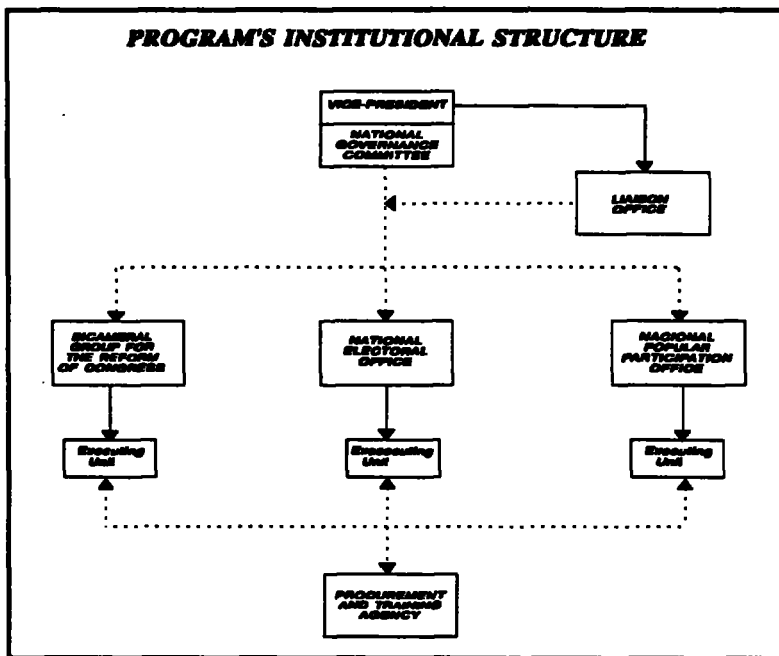 PROGRAM'S INSTITUTIONAL STRUCTURE
VICE-PRESIDENT
NATIONAL
GOVERNANCE
COMMITTEE
LIAISON
OFFICE
BICAMERAL
GROUP FOR
THE REFORM
OF CONGRESS
NATIONAL
ELECTORAL
OFFICE
NACIONAL
POPULAR
PARTICIPATION
OFFICE
Executing
Unit
Exececuting
Unit
Executing
Unit
PROCUREMENT
AND TRAINING
AGENCY